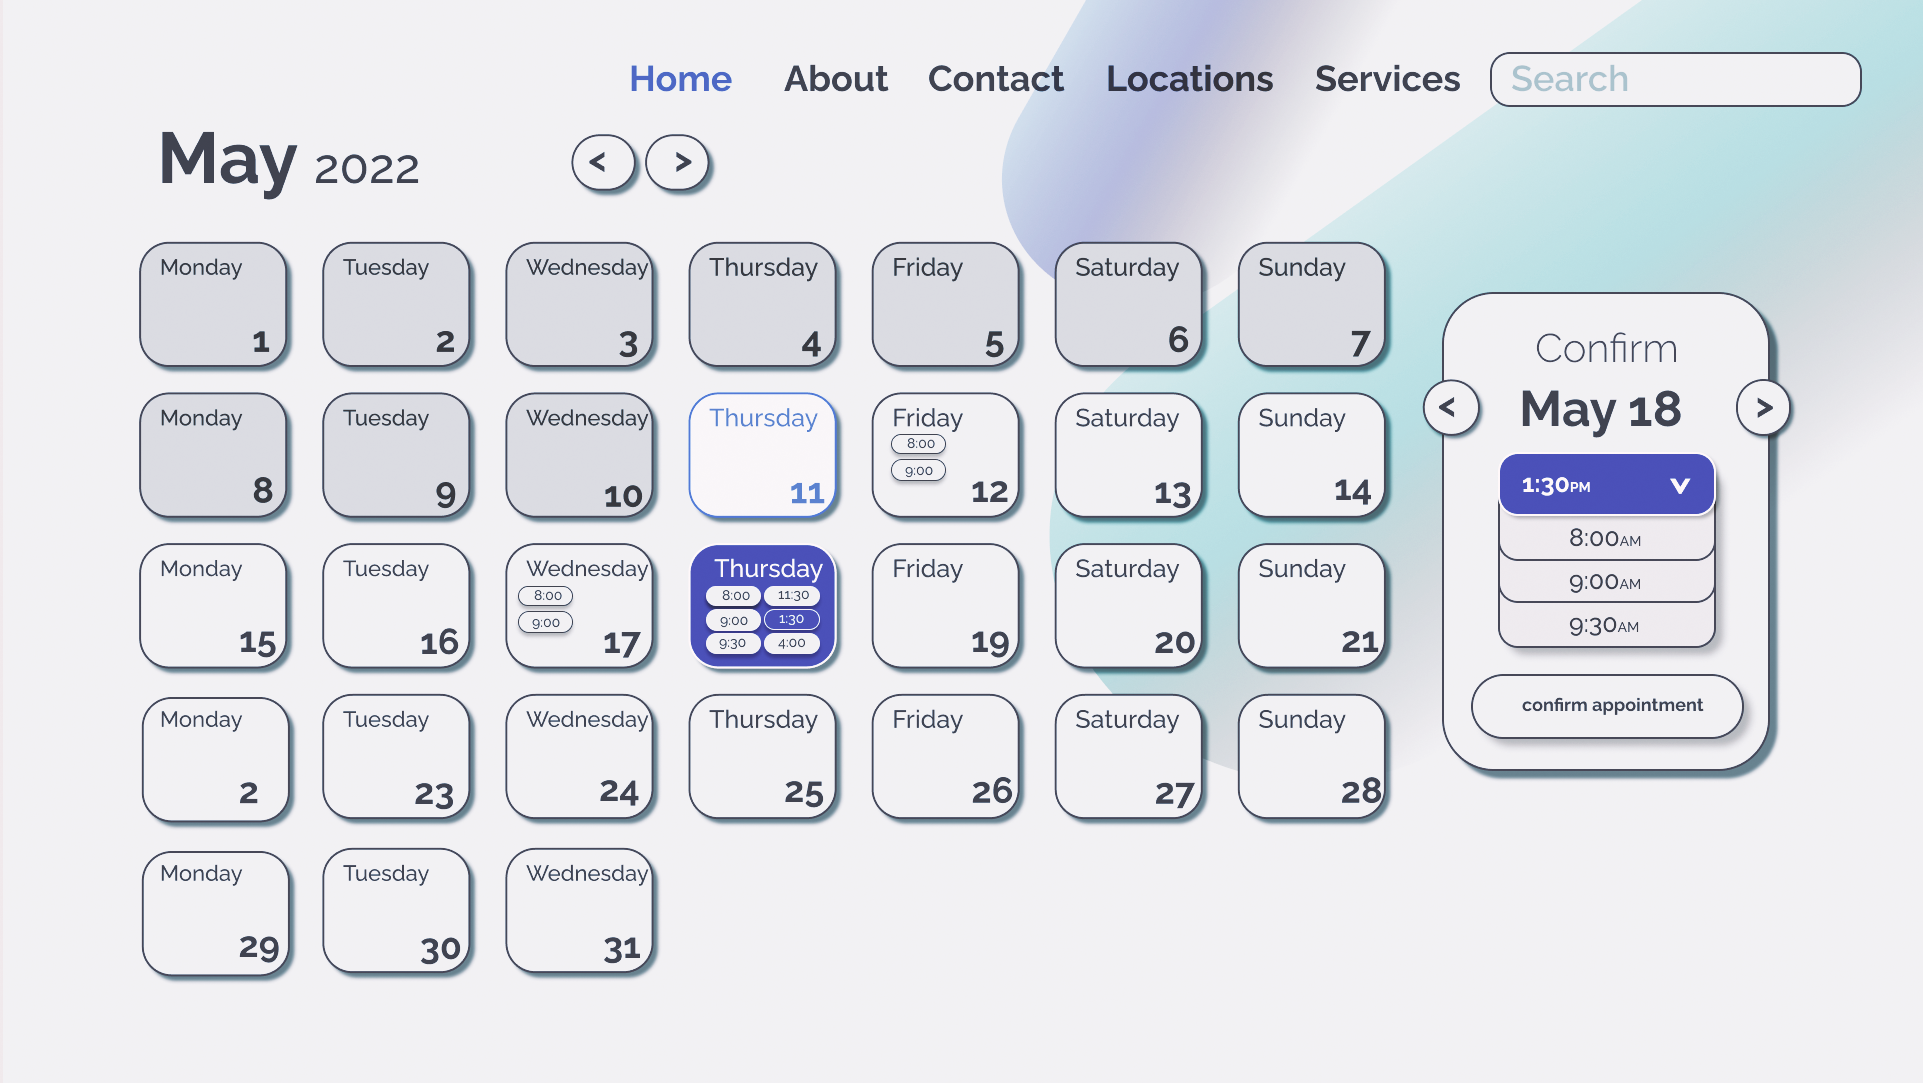 Home About Contact Locations Services Search
May 2022 < >
Monday Tuesday Wednesday Thursday Friday Saturday Sunday
1 2 3 4 5 6 7
Monday Tuesday Wednesday Thursday Friday Saturday Sunday
8:00
9:00
8 9 10 11 12 13 14
Monday Tuesday Wednesday Thursday Friday Saturday Sunday
8:00 8:00 11:30
9:00 9:00 1:30
9:30 4:00
15 16 17 19 20 21
Monday Tuesday Wednesday Thursday Friday Saturday Sunday
2 23 24 25 26 27 28
Monday Tuesday Wednesday
29 30 31
Confirm
< May 18 >
1:30PM v
8:00AM
9:00AM
9:30AM
confirm appointment